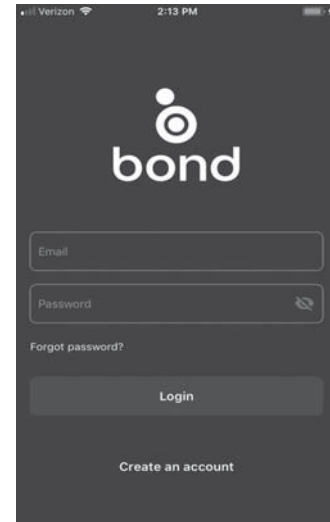 Verizon 2:13 PM
bond
Email
Password
Forgot password?
Login
Create an account